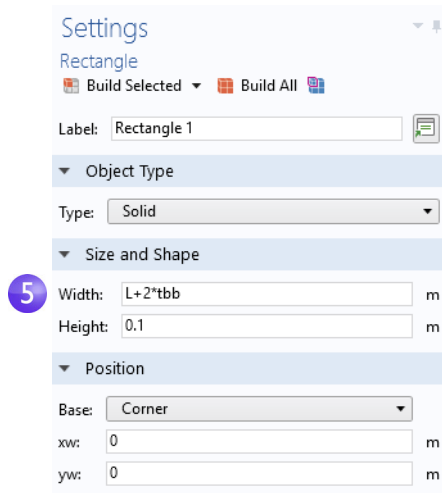 Settings
Rectangle
Build Selected Build All
Label: Rectangle 1
Object Type
Type: Solid
Size and Shape
5 Width: L+2*tbb m
Height: 0.1 m
Position
Base: Corner
xw: 0 m
yw: 0 m